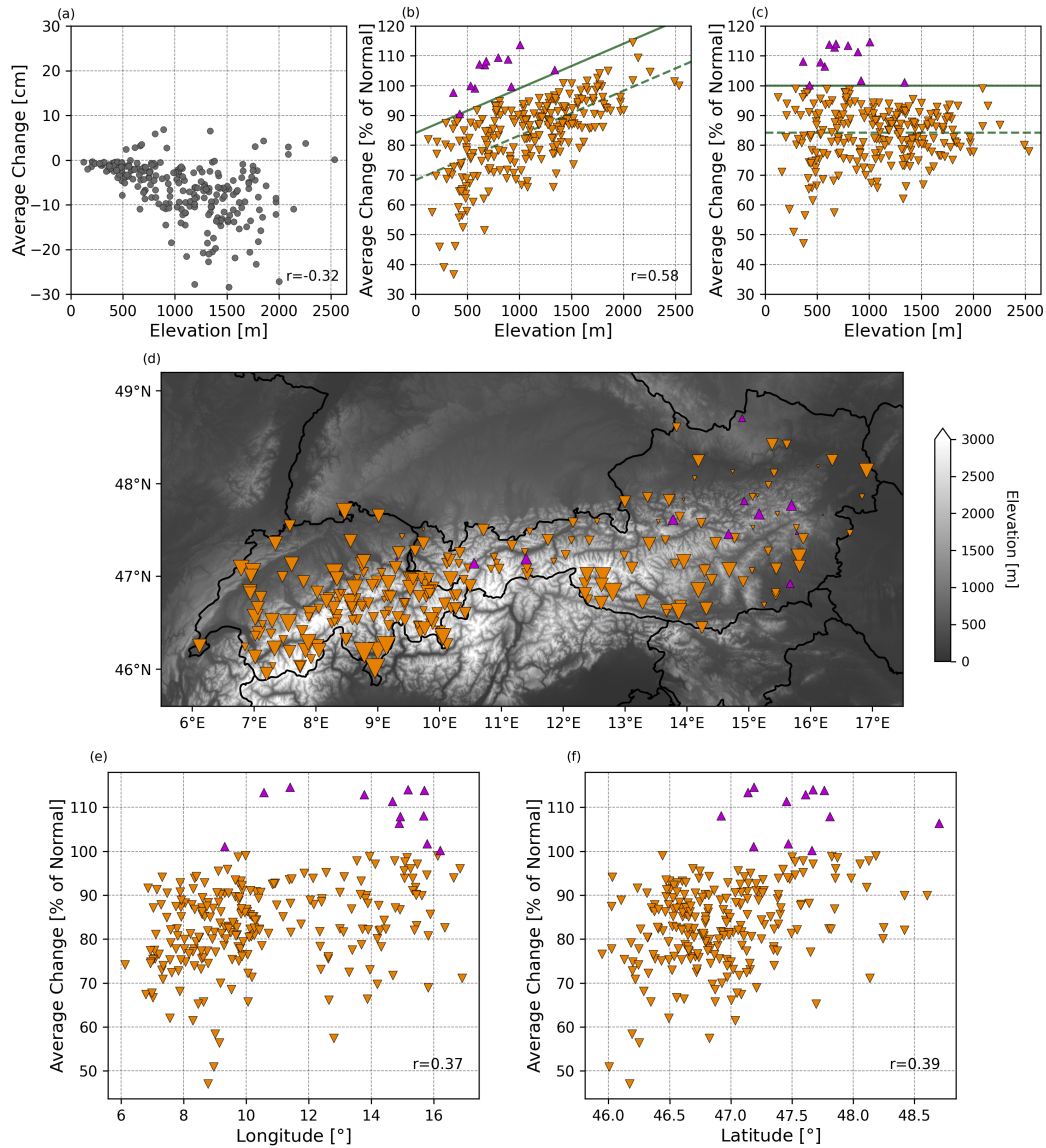 (a)
30
20
10
0
−10
−20
−30
Average Change [cm]
0
500
1000
1500
2000
2500
Elevation [m]
r=-0.32
(b)
120
110
100
90
80
70
60
50
40
30
Average Change [% of Normal]
0
500
1000
1500
2000
2500
Elevation [m]
r=0.58
(c)
120
110
100
90
80
70
60
50
40
30
Average Change [% of Normal]
0
500
1000
1500
2000
2500
Elevation [m]
(d)
49°N
48°N
47°N
46°N
6°E
7°E
8°E
9°E
10°E
11°E
12°E
13°E
14°E
15°E
16°E
17°E
3000
2500
2000
1500
1000
500
0
Elevation [m]
(e)
110
100
90
80
70
60
50
Average Change [% of Normal]
6
8
10
12
14
16
Longitude [°]
r=0.37
(f)
110
100
90
80
70
60
50
Average Change [% of Normal]
46.0
46.5
47.0
47.5
48.0
48.5
Latitude [°]
r=0.39